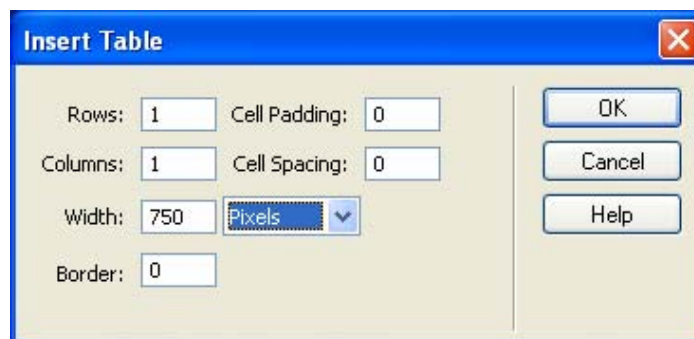 Insert Table
Rows: 1 Cell Padding: 0 OK
Columns: 1 Cell Spacing: 0 Cancel
Width: 750 Pixels Help
Border: 0